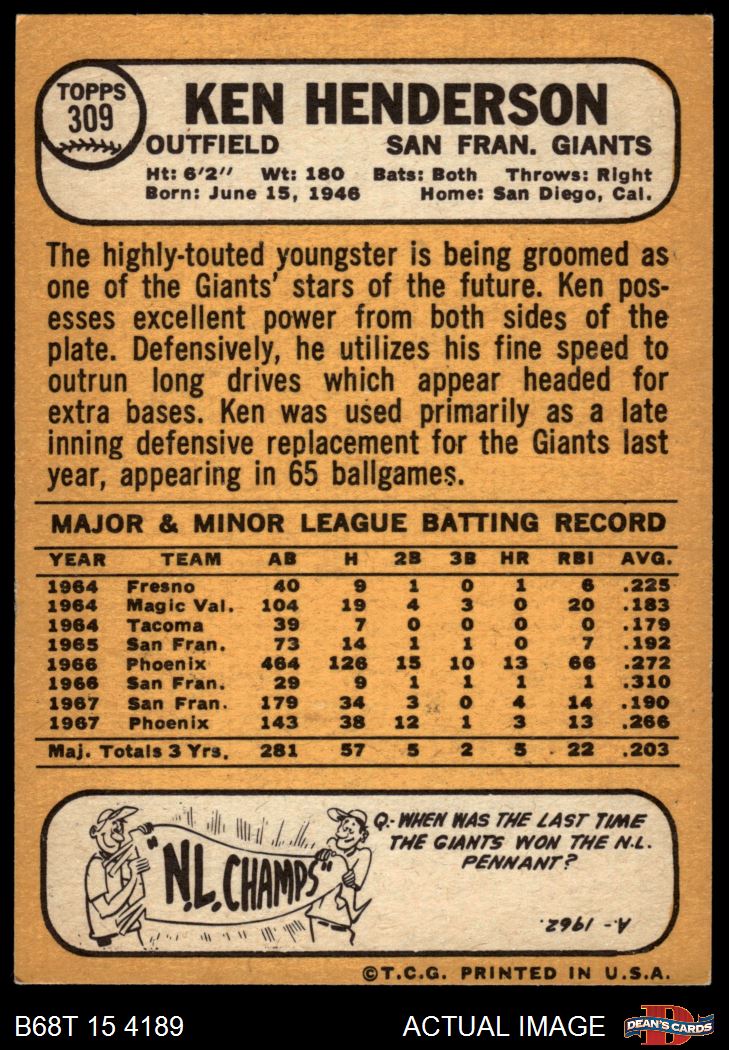 TOPPS
309
KEN HENDERSON
OUTFIELD SAN FRAN. GIANTS
Ht: 6'2" Wt: 180 Bats: Both Throws: Right
Born: June 15, 1946 Home: San Diego, Cal.
The highly-touted youngster is being groomed as
one of the Giants' stars of the future. Ken pos-
esses excellent power from both sides of the
plate. Defensively, he utilizes his fine speed to
outrun long drives which appear headed for
extra bases. Ken was used primarily as a late
inning defensive replacement for the Giants last
year, appearing in 65 ballgames.
MAJOR & MINOR LEAGUE BATTING RECORD
YEAR TEAM AB H 2B 3B HR RBI AVG.
1964 Fresno 40 9 1 0 1 6 .225
1964 Magic Val. 104 19 4 3 0 20 .183
1964 Tacoma 39 7 0 0 0 0 .179
1965 San Fran. 73 14 1 1 0 7 .192
1966 Phoenix 464 126 15 10 13 66 .272
1966 San Fran. 29 9 1 1 1 1 .310
1967 San Fran. 179 34 3 0 4 14 .190
1967 Phoenix 143 38 12 1 3 13 .266
Maj. Totals 3 Yrs. 281 57 5 2 5 22 .203
"N.L. CHAMPS"
Q.- WHEN WAS THE LAST TIME
THE GIANTS WON THE N.L.
PENNANT?
A.- 1962.
©T.C.G. PRINTED IN U.S.A.
B68T 15 4189 ACTUAL IMAGE
DEAN'S CARDS